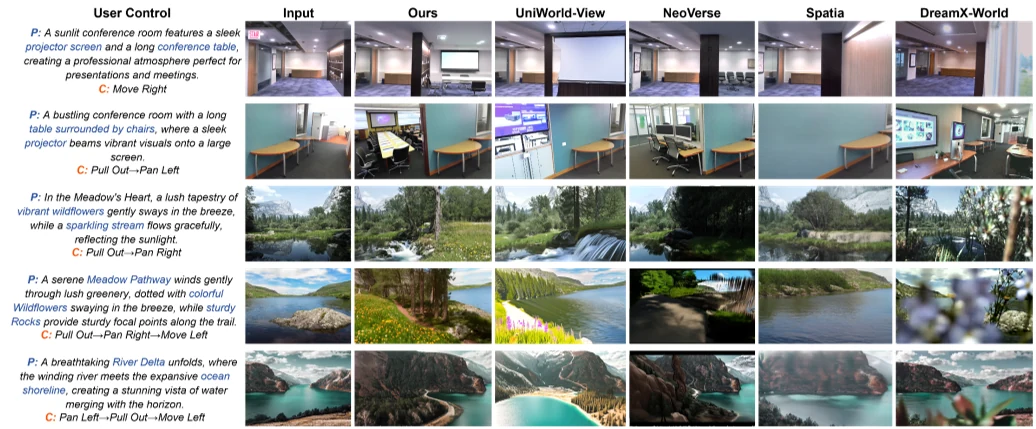 User Control Input Ours UniWorld-View NeoVerse Spatia DreamX-World
P: A sunlit conference room features a sleek
projector screen and a long conference table,
creating a professional atmosphere perfect for
presentations and meetings.
C: Move Right
P: A bustling conference room with a long
table surrounded by chairs, where a sleek
projector beams vibrant visuals onto a large
screen.
C: Pull Out→Pan Left
P: In the Meadow's Heart, a lush tapestry of
vibrant wildflowers gently sways in the breeze,
while a sparkling stream flows gracefully,
reflecting the sunlight.
C: Pull Out→Pan Right
P: A serene Meadow Pathway winds gently
through lush greenery, dotted with colorful
Wildflowers swaying in the breeze, while sturdy
Rocks provide sturdy focal points along the trail.
C: Pull Out→Pan Right→Move Left
P: A breathtaking River Delta unfolds, where
the winding river meets the expansive ocean
shoreline, creating a stunning vista of water
merging with the horizon.
C: Pan Left→Pull Out→Move Left